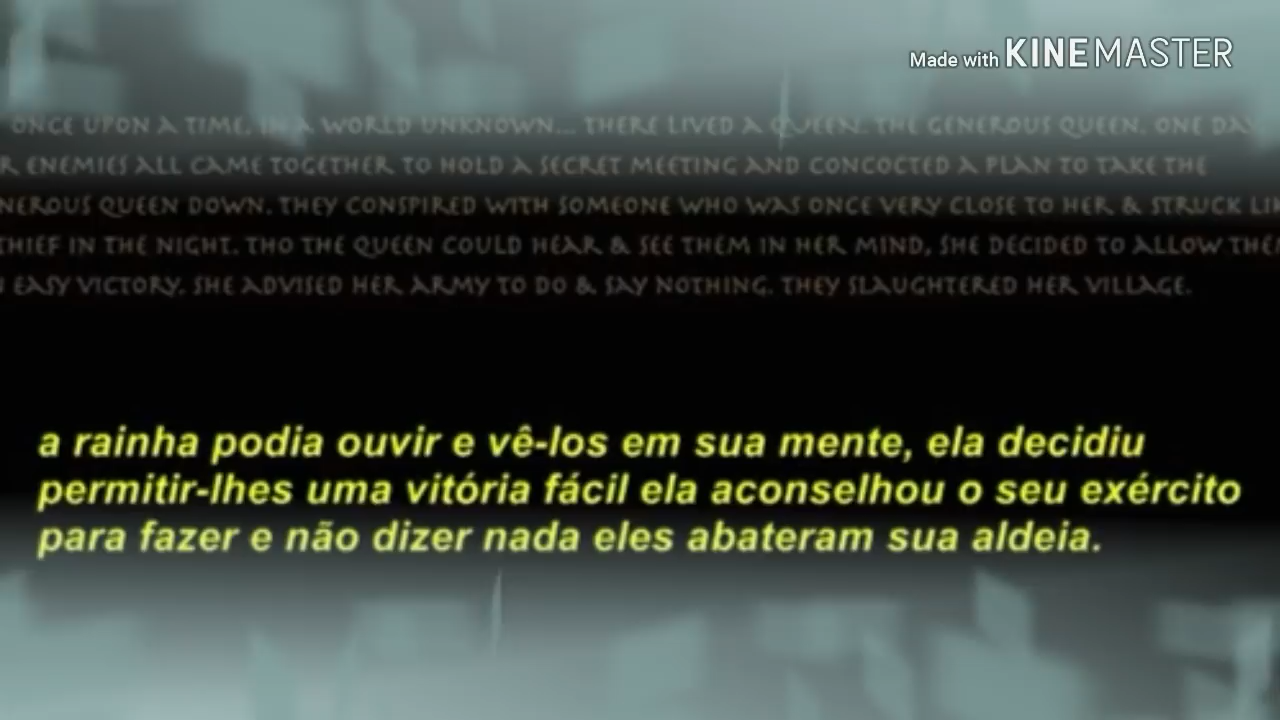 Made with KINEMASTER
ONCE UPON A TIME, IN A WORLD UNKNOWN... THERE LIVED A QUEEN. THE GENEROUS QUEEN. ONE DAY
R ENEMIES ALL CAME TOGETHER TO HOLD A SECRET MEETING AND CONCOCTED A PLAN TO TAKE THE
NEROUS QUEEN DOWN. THEY CONSPIRED WITH SOMEONE WHO WAS ONCE VERY CLOSE TO HER & STRUCK LI
THIEF IN THE NIGHT. THO THE QUEEN COULD HEAR & SEE THEM IN HER MIND, SHE DECIDED TO ALLOW THE
EASY VICTORY. SHE ADVISED HER ARMY TO DO & SAY NOTHING. THEY SLAUGHTERED HER VILLAGE.
a rainha podia ouvir e vê-los em sua mente, ela decidiu
permitir-lhes uma vitória fácil ela aconselhou o seu exército
para fazer e não dizer nada eles abateram sua aldeia.